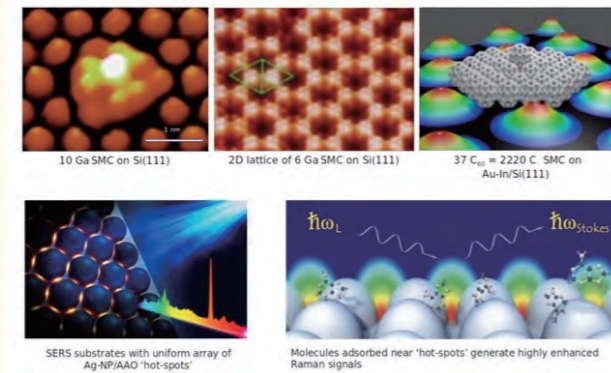 1 nm
10 Ga SMC on Si(111)
2D lattice of 6 Ga SMC on Si(111)
37 C₆₀ = 2220 C SMC on
Au-In/Si(111)
ℏω_L
ℏω_Stokes
SERS substrates with uniform array of
Ag-NP/AAO ‘hot-spots’
Molecules adsorbed near ‘hot-spots’ generate highly enhanced
Raman signals